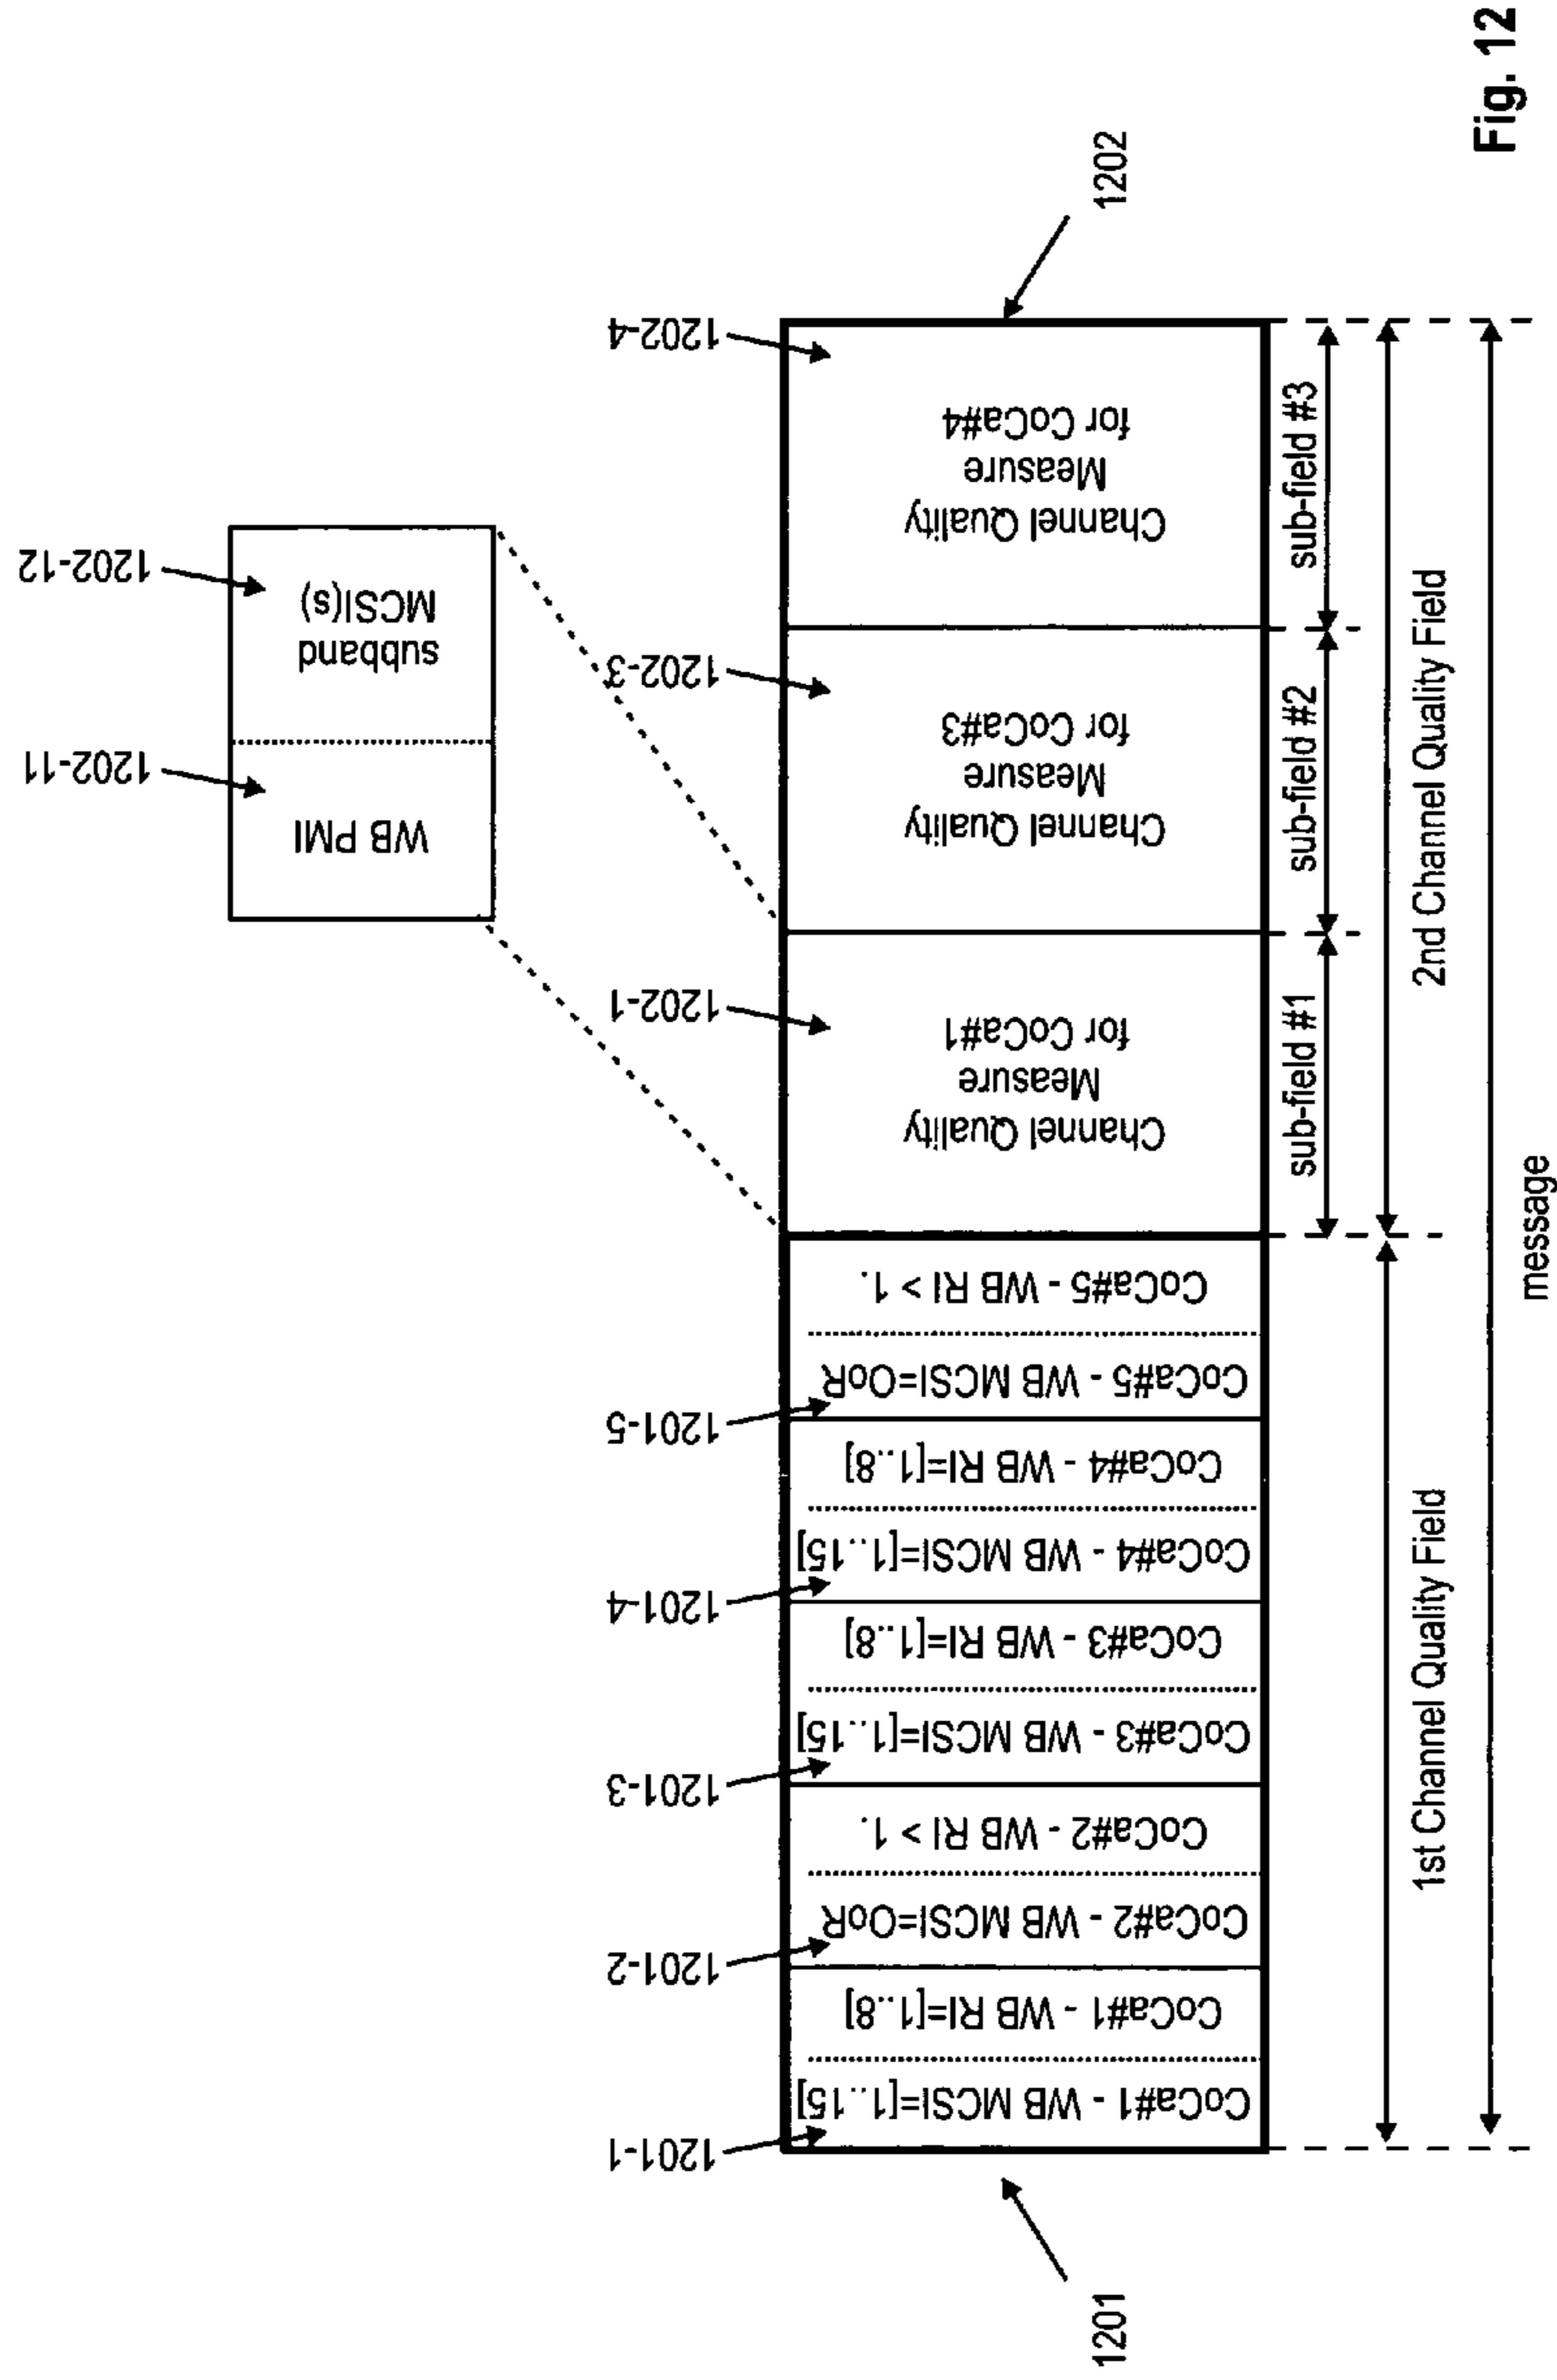 1202-11
1202-12
WB PMI
subband
MCSI(s)
1201-1
1201-2
1201-3
1201-4
1201-5
1202-1
1202-3
1202-4
CoCa#1 - WB MCSI=[1..15]
CoCa#1 - WB RI=[1..8]
CoCa#2 - WB MCSI=OoR
CoCa#2 - WB RI > 1.
CoCa#3 - WB MCSI=[1..15]
CoCa#3 - WB RI=[1..8]
CoCa#4 - WB MCSI=[1..15]
CoCa#4 - WB RI=[1..8]
CoCa#5 - WB MCSI=OoR
CoCa#5 - WB RI > 1.
Channel Quality
Measure
for CoCa#1
Channel Quality
Measure
for CoCa#3
Channel Quality
Measure
for CoCa#4
1201
1202
sub-field #1
sub-field #2
sub-field #3
1st Channel Quality Field
2nd Channel Quality Field
message
Fig. 12